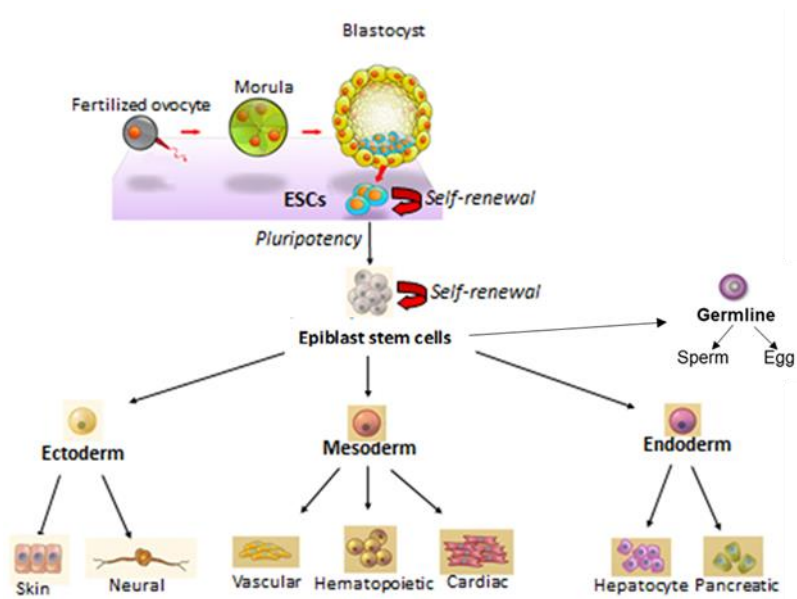 Blastocyst
Morula
Fertilized ovocyte
ESCs
Self-renewal
Pluripotency
Self-renewal
Epiblast stem cells
Germline
Sperm
Egg
Ectoderm
Mesoderm
Endoderm
Skin
Neural
Vascular
Hematopoietic
Cardiac
Hepatocyte
Pancreatic